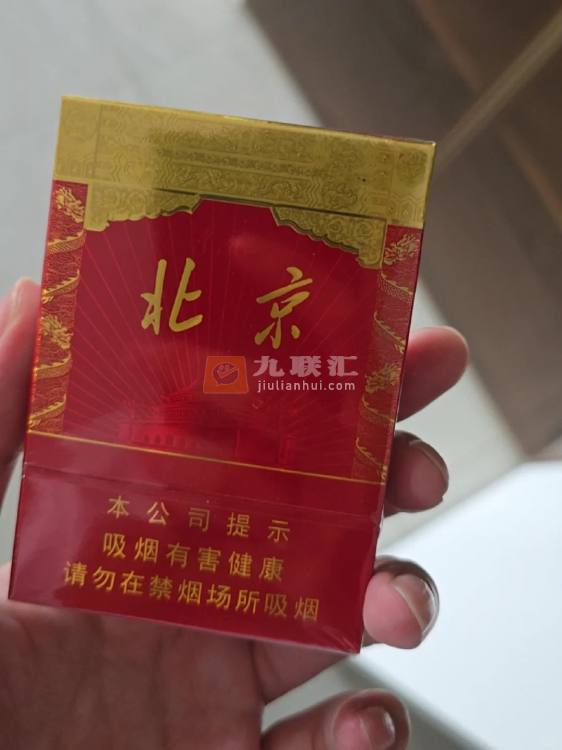 北京
九联汇
jiulianhui.com
本公司提示
吸烟有害健康
请勿在禁烟场所吸烟